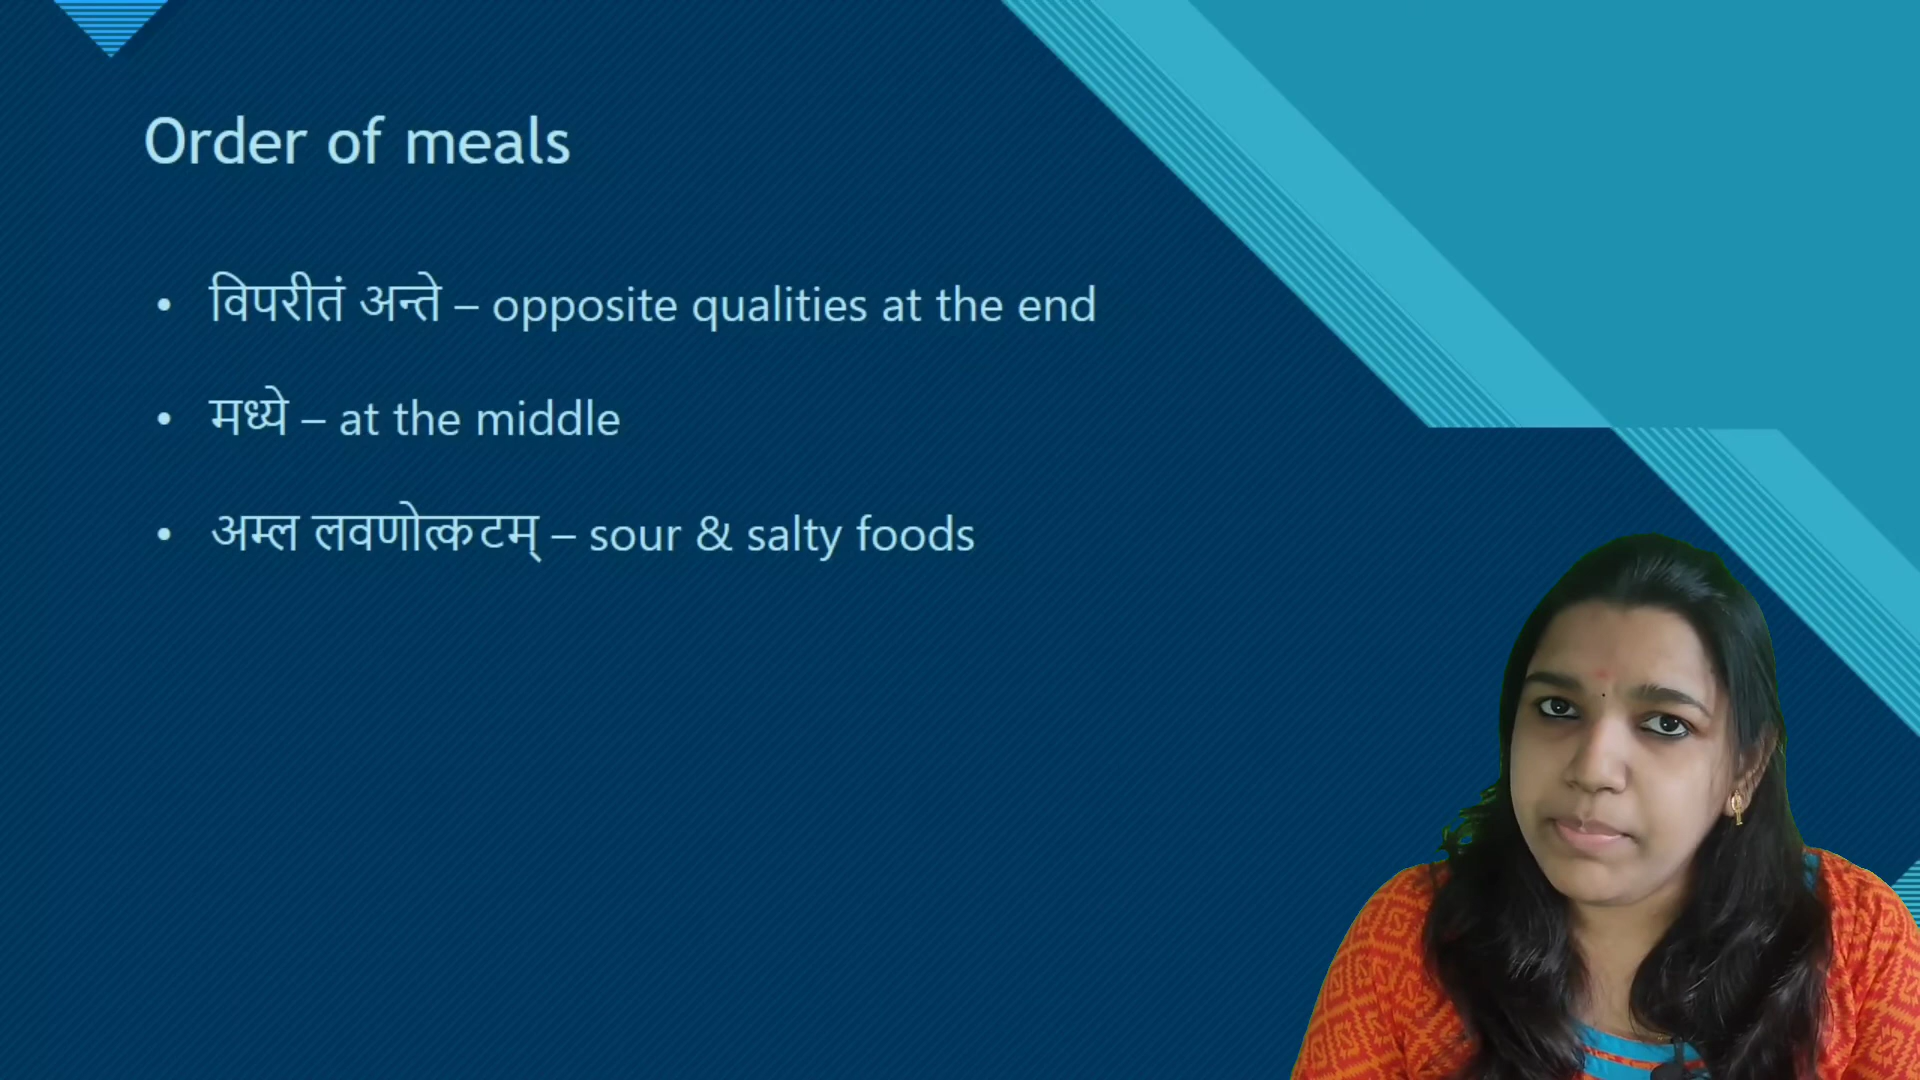 Order of meals
• विपरीतं अन्ते – opposite qualities at the end
• मध्ये – at the middle
• अम्ल लवणोत्कटम् – sour & salty foods